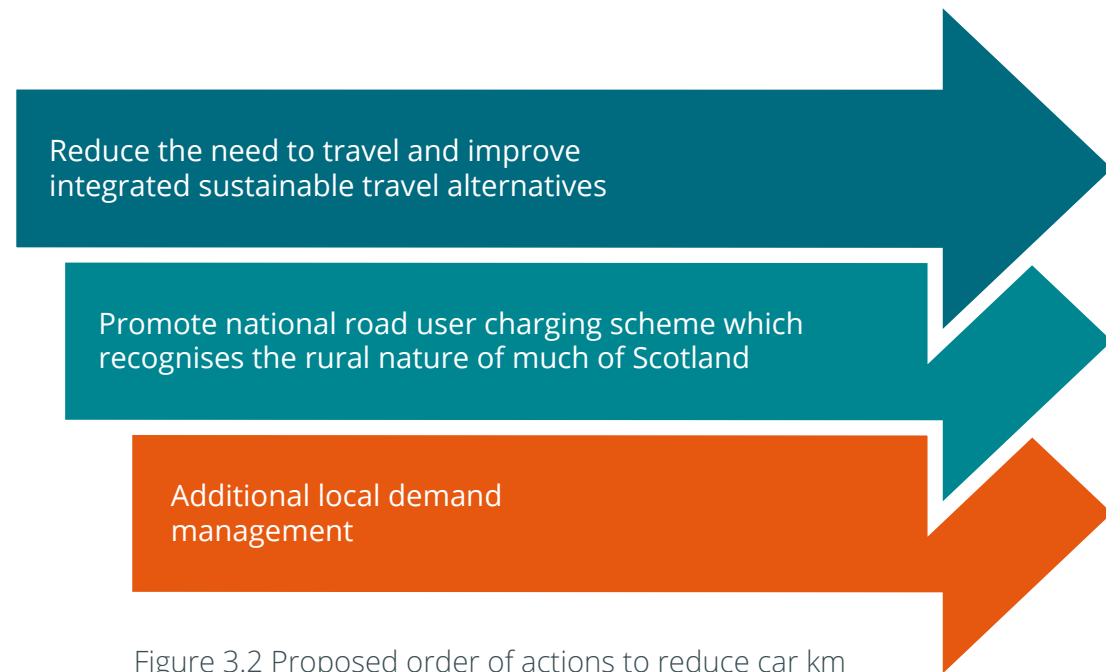 Reduce the need to travel and improve
integrated sustainable travel alternatives
Promote national road user charging scheme which
recognises the rural nature of much of Scotland
Additional local demand
management
Figure 3.2 Proposed order of actions to reduce car km